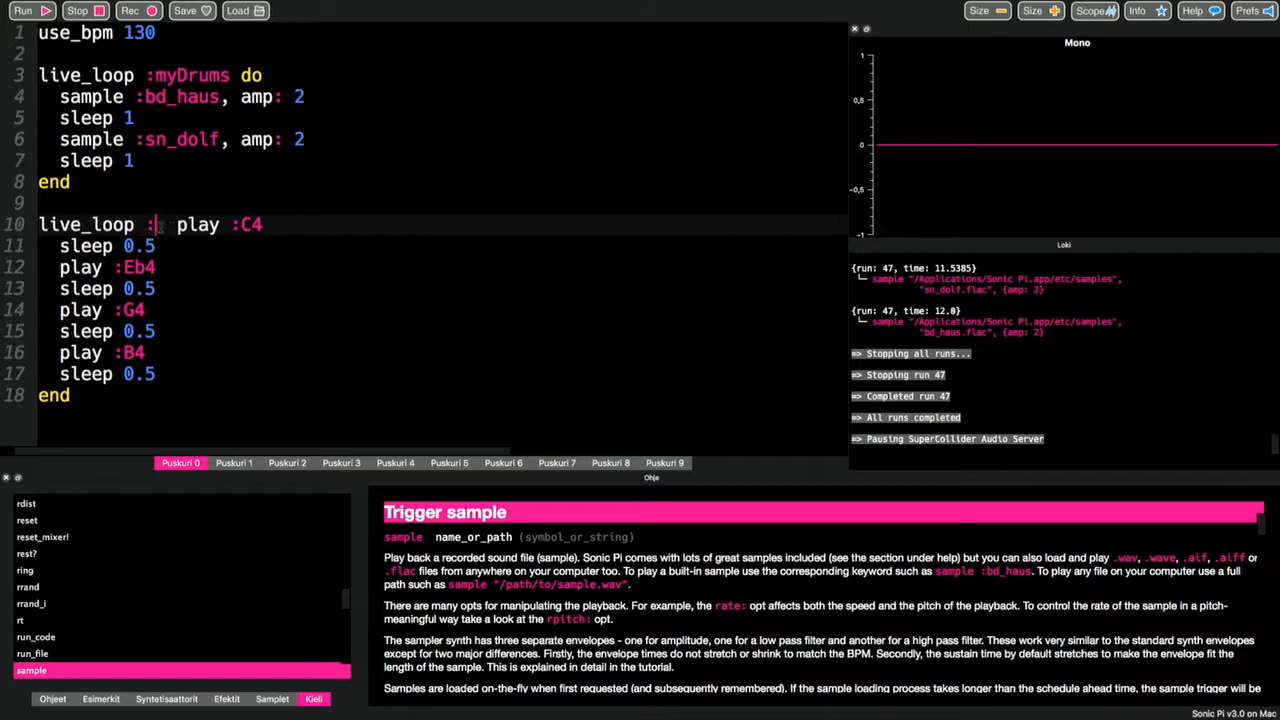 Run Stop Rec Save Load Size Size Scope Info Help Prefs
1 use_bpm 130
2
3 live_loop :myDrums do
4 sample :bd_haus, amp: 2
5 sleep 1
6 sample :sn_dolf, amp: 2
7 sleep 1
8 end
9
10 live_loop : play :C4
11 sleep 0.5
12 play :Eb4
13 sleep 0.5
14 play :G4
15 sleep 0.5
16 play :B4
17 sleep 0.5
18 end
Mono
1
0,5
0
-0,5
-1
Loki
{run: 47, time: 11.5385}
sample "/Applications/Sonic Pi.app/etc/samples",
"sn_dolf.flac", {amp: 2}
{run: 47, time: 12.0}
sample "/Applications/Sonic Pi.app/etc/samples",
"bd_haus.flac", {amp: 2}
=> Stopping all runs...
=> Stopping run 47
=> Completed run 47
=> All runs completed
=> Pausing SuperCollider Audio Server
Puskuri 0 Puskuri 1 Puskuri 2 Puskuri 3 Puskuri 4 Puskuri 5 Puskuri 6 Puskuri 7 Puskuri 8 Puskuri 9
Ohje
rdist
reset
reset_mixer!
rest?
ring
rrand
rrand_i
rt
run_code
run_file
sample
Ohjeet Esimerkit Syntetisaattorit Efektit Samplet Kieli
Trigger sample
sample name_or_path (symbol_or_string)
Play back a recorded sound file (sample). Sonic Pi comes with lots of great samples included (see the section under help) but you can also load and play .wav, .wave, .aif, .aiff or
.flac files from anywhere on your computer too. To play a built-in sample use the corresponding keyword such as sample :bd_haus. To play any file on your computer use a full
path such as sample "/path/to/sample.wav".
There are many opts for manipulating the playback. For example, the rate: opt affects both the speed and the pitch of the playback. To control the rate of the sample in a pitch-
meaningful way take a look at the rpitch: opt.
The sampler synth has three separate envelopes - one for amplitude, one for a low pass filter and another for a high pass filter. These work very similar to the standard synth envelopes
except for two major differences. Firstly, the envelope times do not stretch or shrink to match the BPM. Secondly, the sustain time by default stretches to make the envelope fit the
length of the sample. This is explained in detail in the tutorial.
Samples are loaded on-the-fly when first requested (and subsequently remembered). If the sample loading process takes longer than the schedule ahead time, the sample trigger will be
Sonic Pi v3.0 on Mac